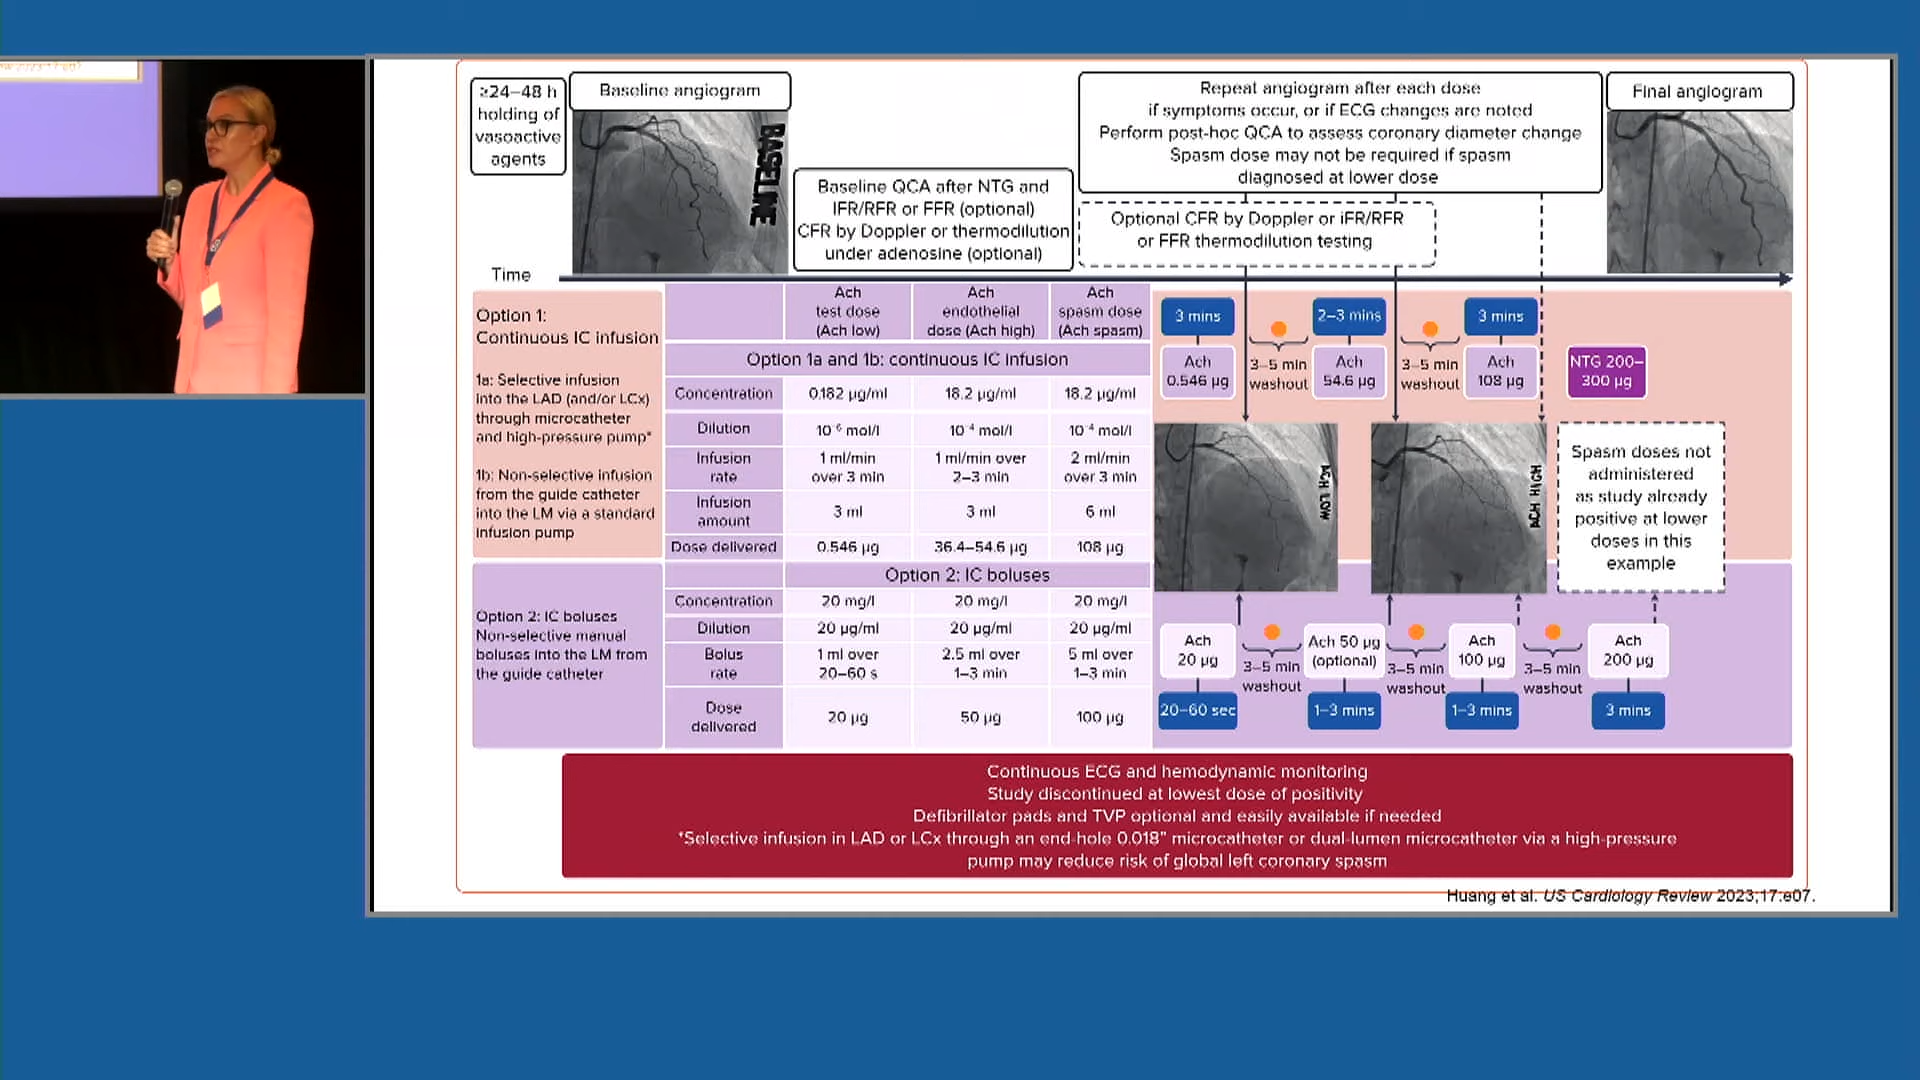 ≥24–48 h
holding of
vasoactive
agents
Baseline angiogram
BASELINE
Baseline QCA after NTG and
IFR/RFR or FFR (optional)
CFR by Doppler or thermodilution
under adenosine (optional)
Repeat angiogram after each dose
if symptoms occur, or if ECG changes are noted
Perform post-hoc QCA to assess coronary diameter change
Spasm dose may not be required if spasm
diagnosed at lower dose
Optional CFR by Doppler or iFR/RFR
or FFR thermodilution testing
Final angiogram
Time
Option 1:
Continuous IC infusion
1a: Selective infusion
into the LAD (and/or LCx)
through microcatheter
and high-pressure pump*
1b: Non-selective infusion
from the guide catheter
into the LM via a standard
infusion pump
Ach test dose (Ach low) Ach endothelial dose (Ach high) Ach spasm dose (Ach spasm)
Option 1a and 1b: continuous IC infusion
Concentration 0.182 µg/ml 18.2 µg/ml 18.2 µg/ml
Dilution 10⁻⁶ mol/l 10⁻⁴ mol/l 10⁻⁴ mol/l
Infusion rate 1 ml/min over 3 min 1 ml/min over 2–3 min 2 ml/min over 3 min
Infusion amount 3 ml 3 ml 6 ml
Dose delivered 0.546 µg 36.4–54.6 µg 108 µg
Option 2: IC boluses
Non-selective manual
boluses into the LM from
the guide catheter
Option 2: IC boluses
Concentration 20 mg/l 20 mg/l 20 mg/l
Dilution 20 µg/ml 20 µg/ml 20 µg/ml
Bolus rate 1 ml over 20–60 s 2.5 ml over 1–3 min 5 ml over 1–3 min
Dose delivered 20 µg 50 µg 100 µg
3 mins 2–3 mins 3 mins
Ach 0.546 µg 3–5 min washout Ach 54.6 µg 3–5 min washout Ach 108 µg NTG 200–300 µg
ACH LOW
ACH HIGH
Spasm doses not
administered
as study already
positive at lower
doses in this
example
Ach 20 µg 3–5 min washout Ach 50 µg (optional) 3–5 min washout Ach 100 µg 3–5 min washout Ach 200 µg
20–60 sec 1–3 mins 1–3 mins 3 mins
Continuous ECG and hemodynamic monitoring
Study discontinued at lowest dose of positivity
Defibrillator pads and TVP optional and easily available if needed
*Selective infusion in LAD or LCx through an end-hole 0.018" microcatheter or dual-lumen microcatheter via a high-pressure
pump may reduce risk of global left coronary spasm
Huang et al. US Cardiology Review 2023;17:e07.